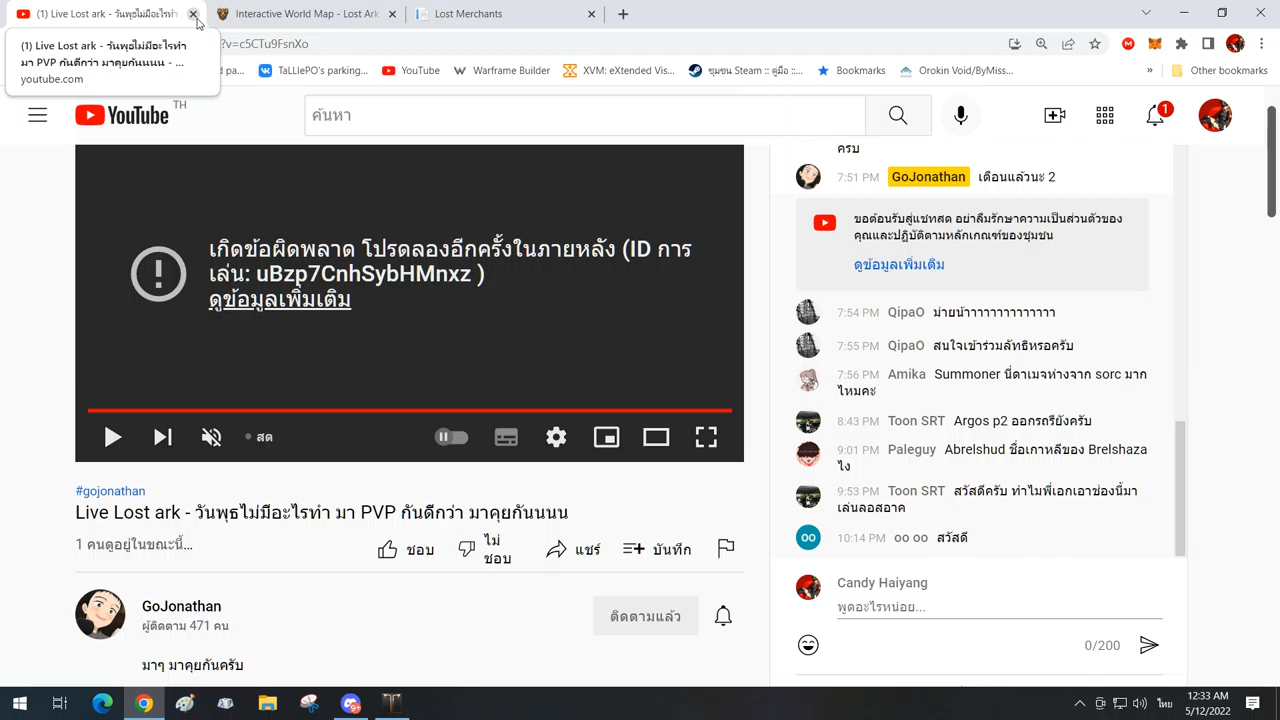 (1) Live Lost ark - วันพุธไม่มีอะไรทำ
Interactive World Map - Lost Ark
Lost Merchants
(1) Live Lost ark - วันพุธไม่มีอะไรทำ
มา PVP กันดีกว่า มาคุยกันนนน - ...
youtube.com
?v=c5CTu9FsnXo
d pa...
TaLLlePO's parking...
YouTube
Warframe Builder
XVM: eXtended Vis...
ชุมชน Steam :: คู่มือ ::...
Bookmarks
Orokin Void/ByMiss...
»
Other bookmarks
YouTube TH
ค้นหา
1
ครับ
7:51 PM GoJonathan เตือนแล้วนะ 2
ขอต้อนรับสู่แชทสด อย่าลืมรักษาความเป็นส่วนตัวของ
คุณและปฏิบัติตามหลักเกณฑ์ของชุมชน
ดูข้อมูลเพิ่มเติม
7:54 PM QipaO ม่ายน้าาาาาาาาาาาาาา
7:55 PM QipaO สนใจเข้าร่วมลัทธิหรอครับ
7:56 PM Amika Summoner นี่ดาเมจห่างจาก sorc มาก
ไหมคะ
8:43 PM Toon SRT Argos p2 ออกรถรียังครับ
9:01 PM Paleguy Abrelshud ชื่อเกาหลีของ Brelshaza
ไง
9:53 PM Toon SRT สวัสดีครับ ทำไมพี่เอกเอาช่องนี้มา
เล่นลอสอาค
oo 10:14 PM oo oo สวัสดี
Candy Haiyang
พูดอะไรหน่อย...
0/200
เกิดข้อผิดพลาด โปรดลองอีกครั้งในภายหลัง (ID การ
เล่น: uBzp7CnhSybHMnxz )
ดูข้อมูลเพิ่มเติม
สด
#gojonathan
Live Lost ark - วันพุธไม่มีอะไรทำ มา PVP กันดีกว่า มาคุยกันนนน
1 คนดูอยู่ในขณะนี้...
ชอบ
ไม่
ชอบ
แชร์
บันทึก
GoJonathan
ผู้ติดตาม 471 คน
ติดตามแล้ว
มาๆ มาคุยกันครับ
ไทย
12:33 AM
5/12/2022